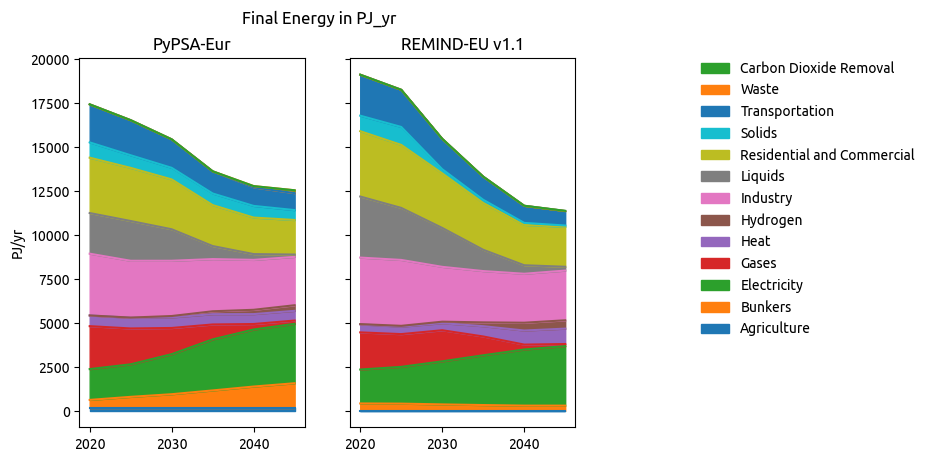 Final Energy in PJ_yr
PyPSA-Eur
REMIND-EU v1.1
PJ/yr
20000
17500
15000
12500
10000
7500
5000
2500
0
2020
2030
2040
2020
2030
2040
Carbon Dioxide Removal
Waste
Transportation
Solids
Residential and Commercial
Liquids
Industry
Hydrogen
Heat
Gases
Electricity
Bunkers
Agriculture